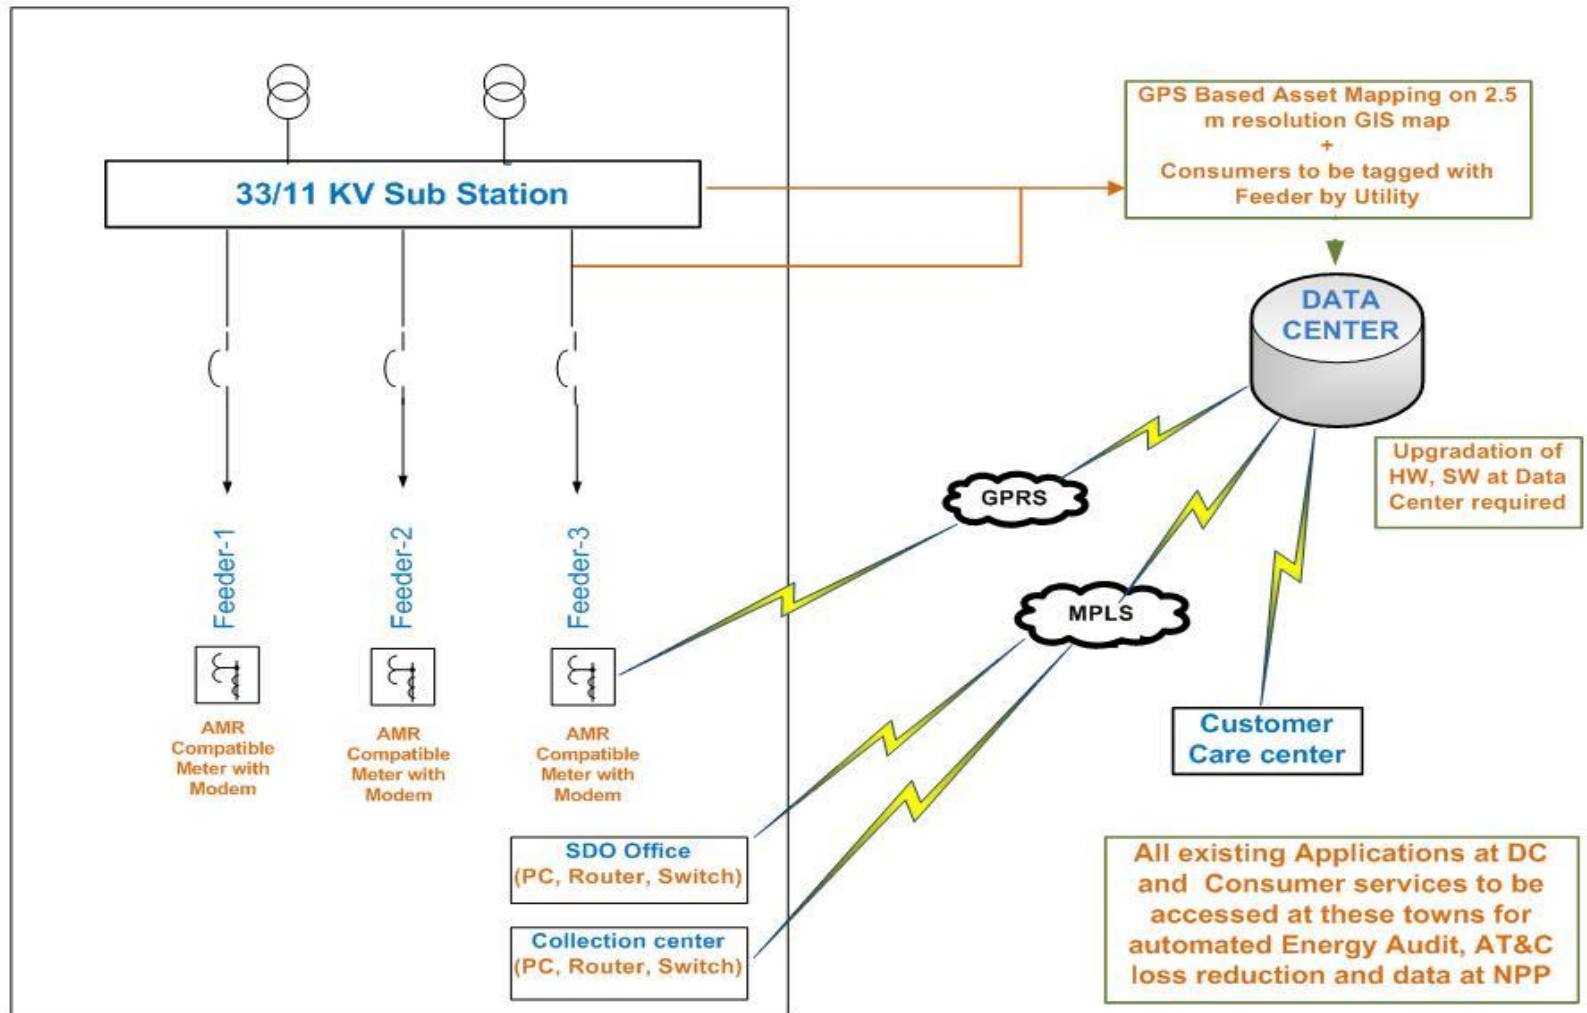 GPS Based Asset Mapping on 2.5
m resolution GIS map
+
Consumers to be tagged with
Feeder by Utility
33/11 KV Sub Station
DATA
CENTER
Upgradation of
HW, SW at Data
Center required
GPRS
MPLS
Feeder-1
Feeder-2
Feeder-3
AMR
Compatible
Meter with
Modem
AMR
Compatible
Meter with
Modem
AMR
Compatible
Meter with
Modem
Customer
Care center
SDO Office
(PC, Router, Switch)
Collection center
(PC, Router, Switch)
All existing Applications at DC
and Consumer services to be
accessed at these towns for
automated Energy Audit, AT&C
loss reduction and data at NPP